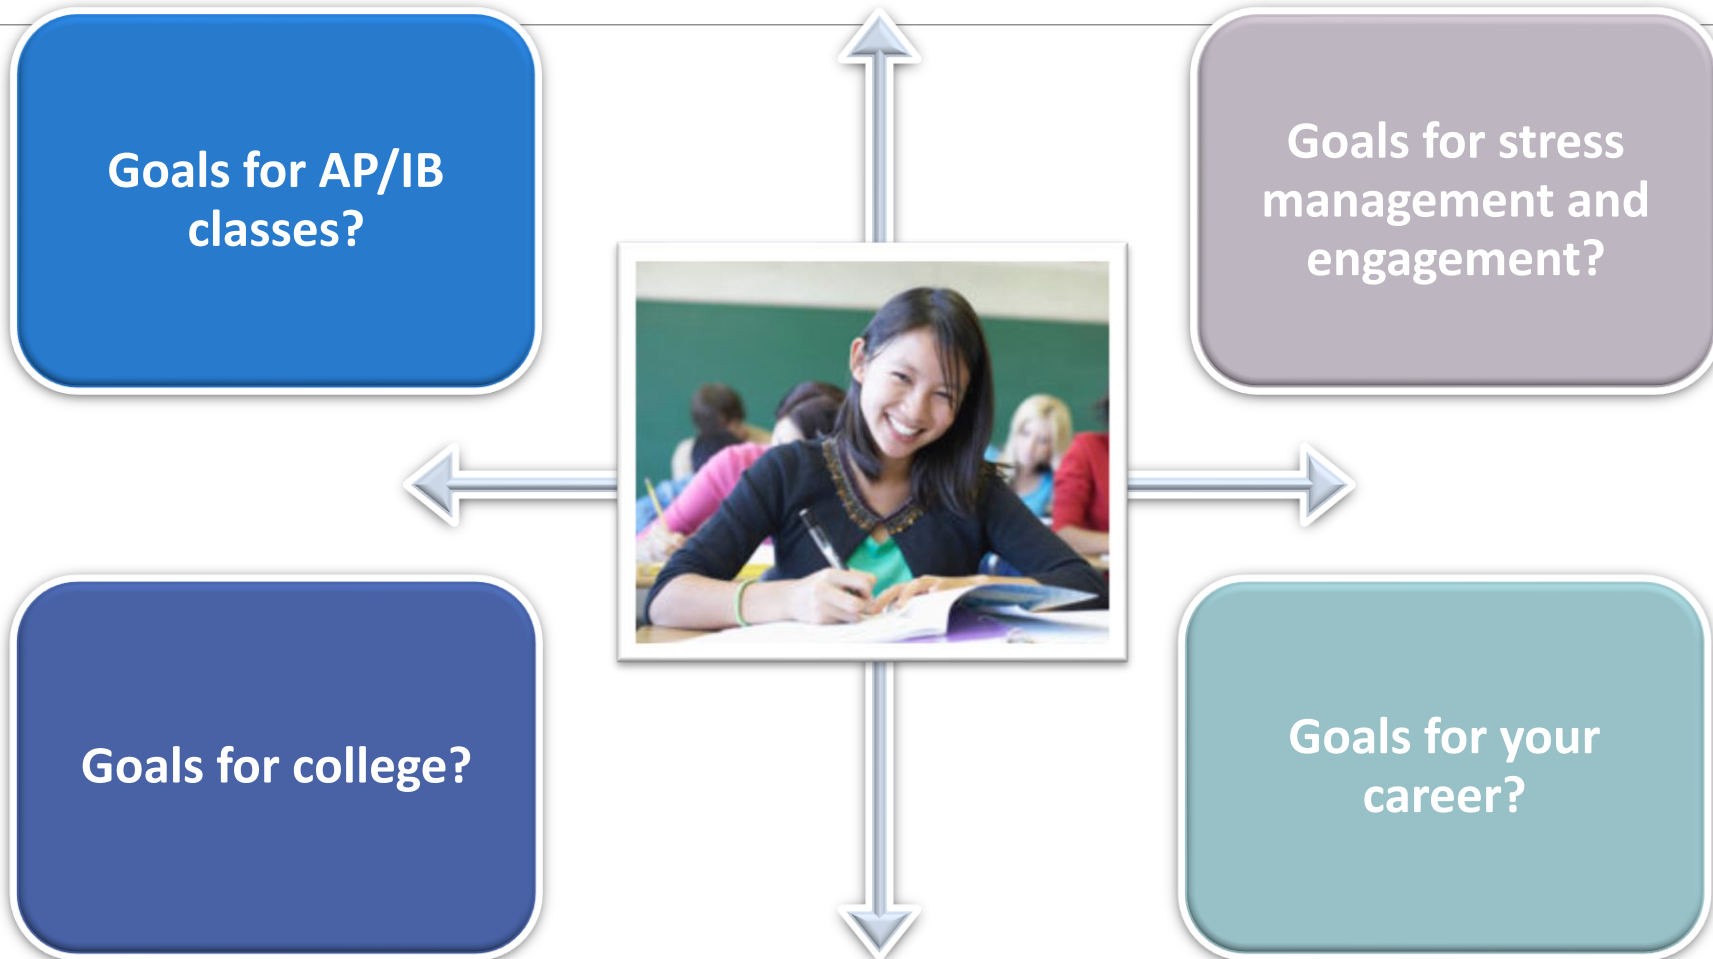 Goals for AP/IB
classes?
Goals for stress
management and
engagement?
Goals for college?
Goals for your
career?